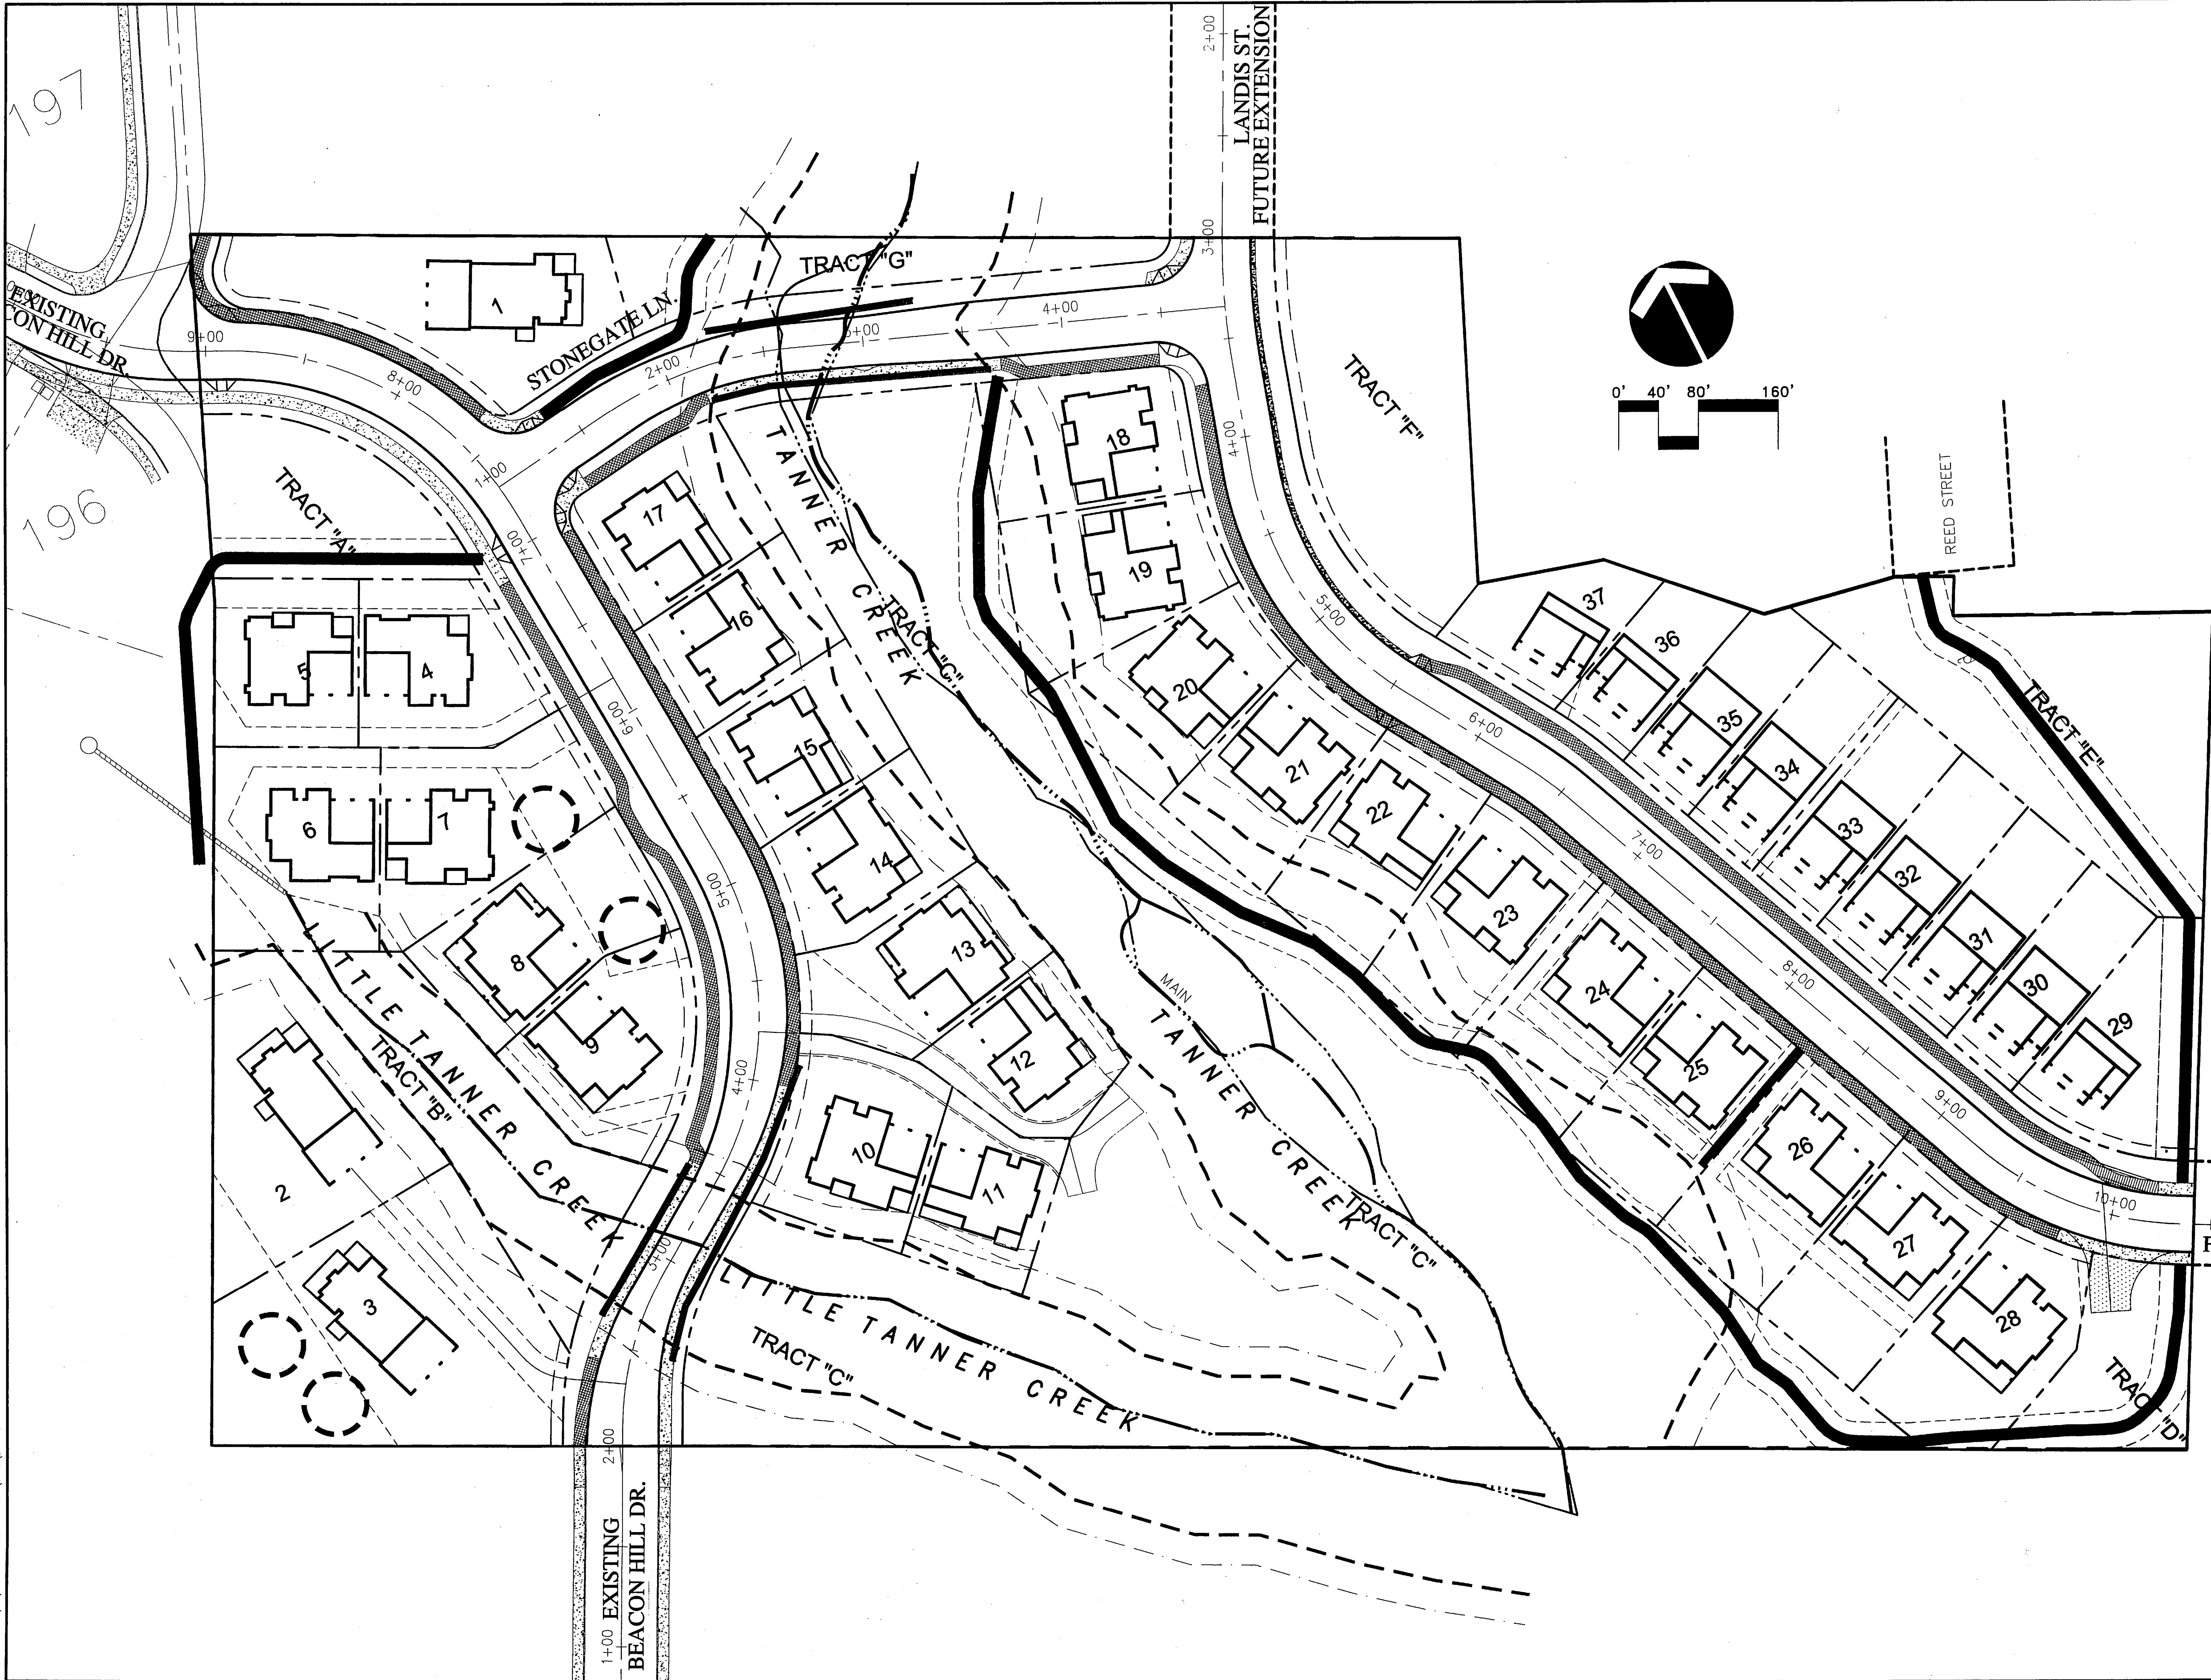 197
2+00
LANDIS ST.
FUTURE EXTENSION
3+00
TRACT "G"
1
STONEGATE LN.
EXISTING
CON HILL DR.
9+00
8+00
2+00
3+00
4+00
0' 40' 80' 160'
TRACT "F"
196
TRACT "A"
1+00
7+00
17
TANNER CREEK
18
4+00
REED STREET
16
TRACT "C"
19
5+00
37
36
5
4
6+00
15
20
6+00
35
34
TRACT "E"
6
7
14
21
22
7+00
33
32
5+00
8
13
23
24
8+00
31
30
29
LITTLE TANNER CREEK
TRACT "B"
9
12
MAIN
TANNER CREEK
25
9+00
4+00
2
10
11
TRACT "C"
26
27
10+00
F
3+00
3
LITTLE TANNER CREEK
TRACT "C"
28
TRACT "D"
2+00
1+00
EXISTING
BEACON HILL DR.